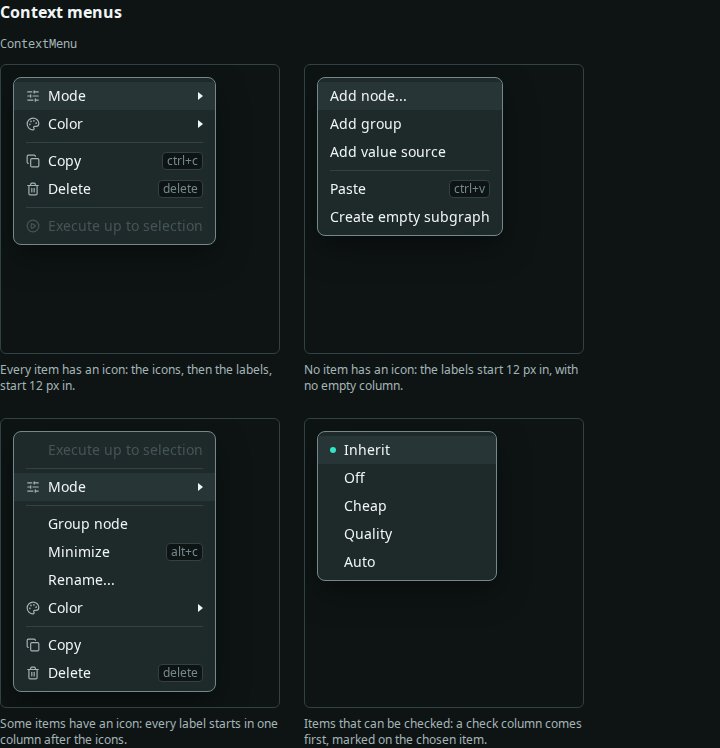 Context menus
ContextMenu
Mode
Color
Copy ctrl+c
Delete delete
Execute up to selection
Every item has an icon: the icons, then the labels,
start 12 px in.
Add node...
Add group
Add value source
Paste ctrl+v
Create empty subgraph
No item has an icon: the labels start 12 px in, with
no empty column.
Execute up to selection
Mode
Group node
Minimize alt+c
Rename...
Color
Copy
Delete delete
Some items have an icon: every label starts in one
column after the icons.
Inherit
Off
Cheap
Quality
Auto
Items that can be checked: a check column comes
first, marked on the chosen item.